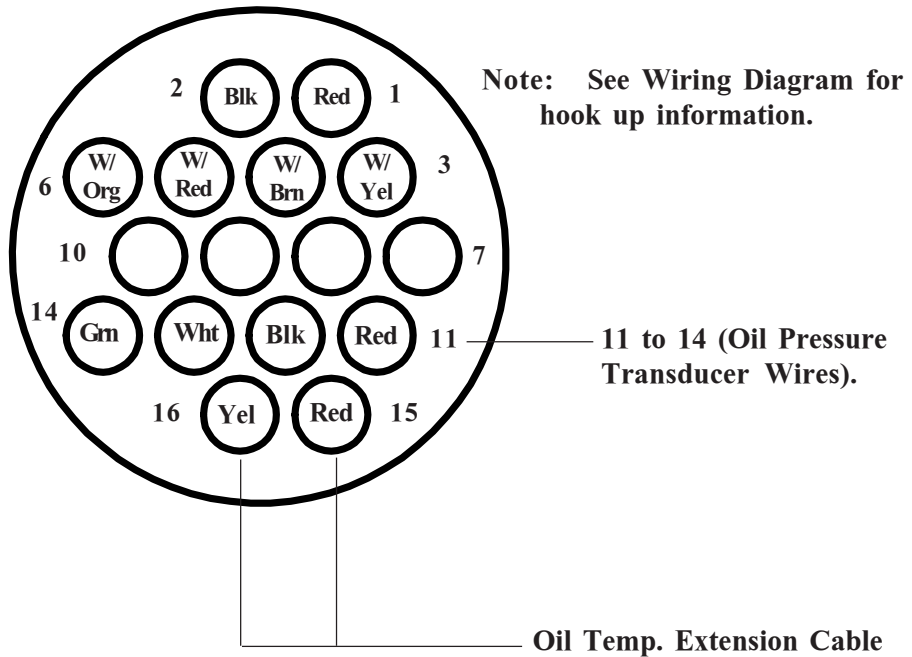 2 Blk Red 1
Note: See Wiring Diagram for
hook up information.
6 W/ Org W/ Red W/ Brn W/ Yel 3
10 7
14 Grn Wht Blk Red 11
11 to 14 (Oil Pressure
Transducer Wires).
16 Yel Red 15
Oil Temp. Extension Cable